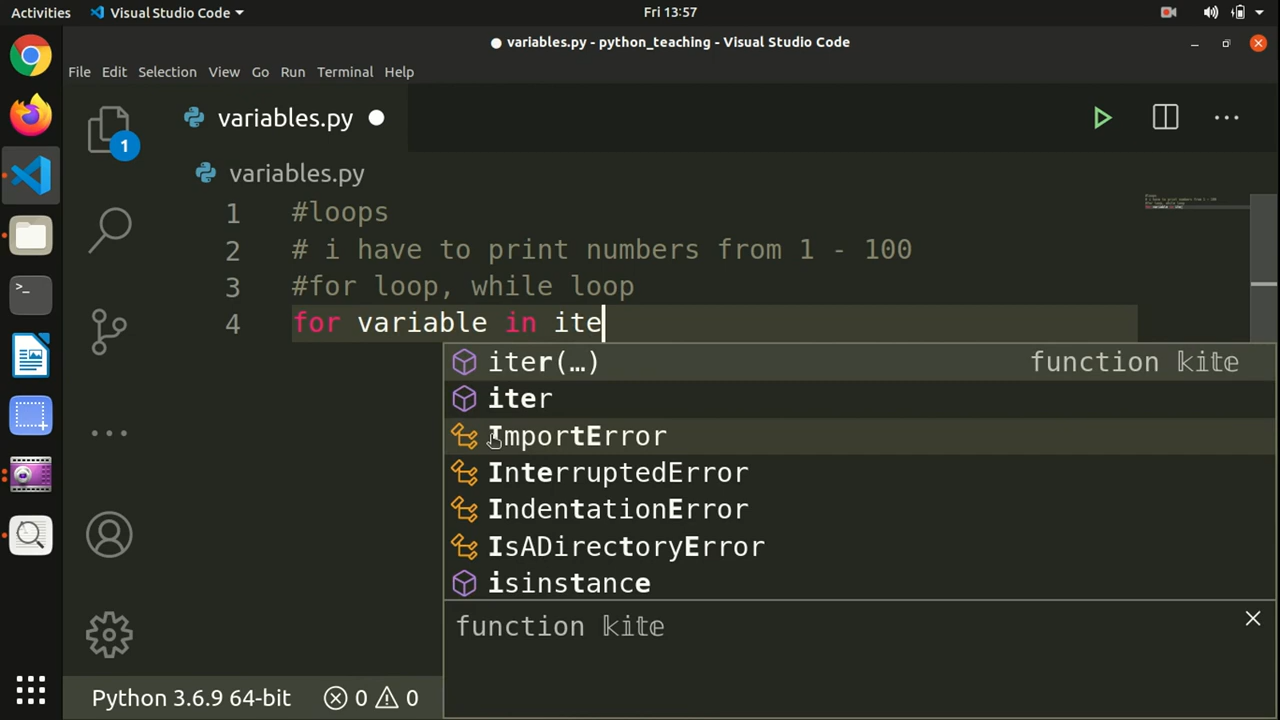 Activities Visual Studio Code Fri 13:57
variables.py - python_teaching - Visual Studio Code
File Edit Selection View Go Run Terminal Help
1 variables.py
variables.py
1 #loops
2 # i have to print numbers from 1 - 100
3 #for loop, while loop
4 for variable in ite
iter(…) function kite
iter
ImportError
InterruptedError
IndentationError
IsADirectoryError
isinstance
function kite
Python 3.6.9 64-bit 0 0